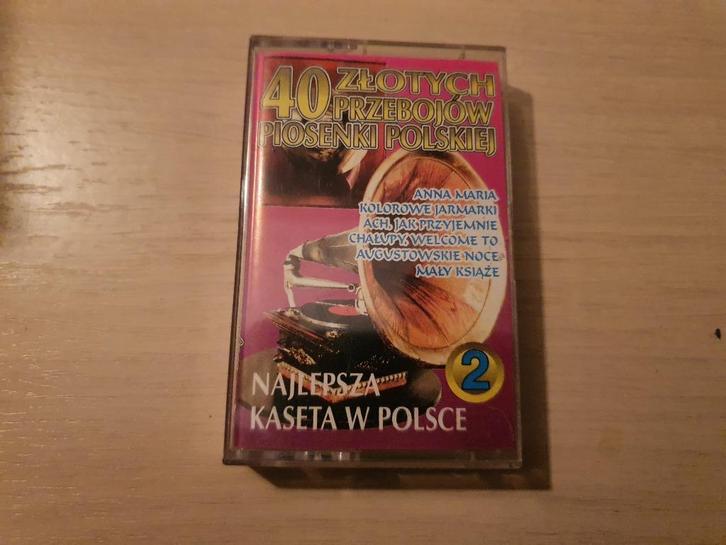 40 ZŁOTYCH
PRZEBOJÓW
PIOSENKI POLSKIEJ
ANNA MARIA
KOLOROWE JARMARKI
ACH, JAK PRZYJEMNIE
CHAŁUPY, WELCOME TO
AUGUSTOWSKIE NOCE
MAŁY KSIĄŻE
2
NAJLEPSZA
KASETA W POLSCE